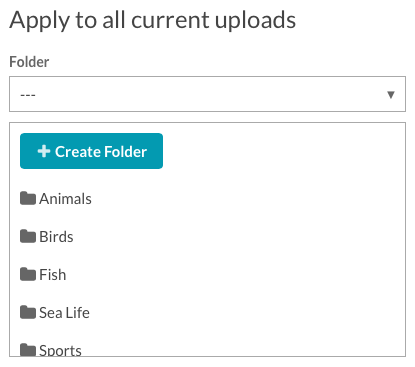 Apply to all current uploads
Folder
---
Create Folder
Animals
Birds
Fish
Sea Life
Sports